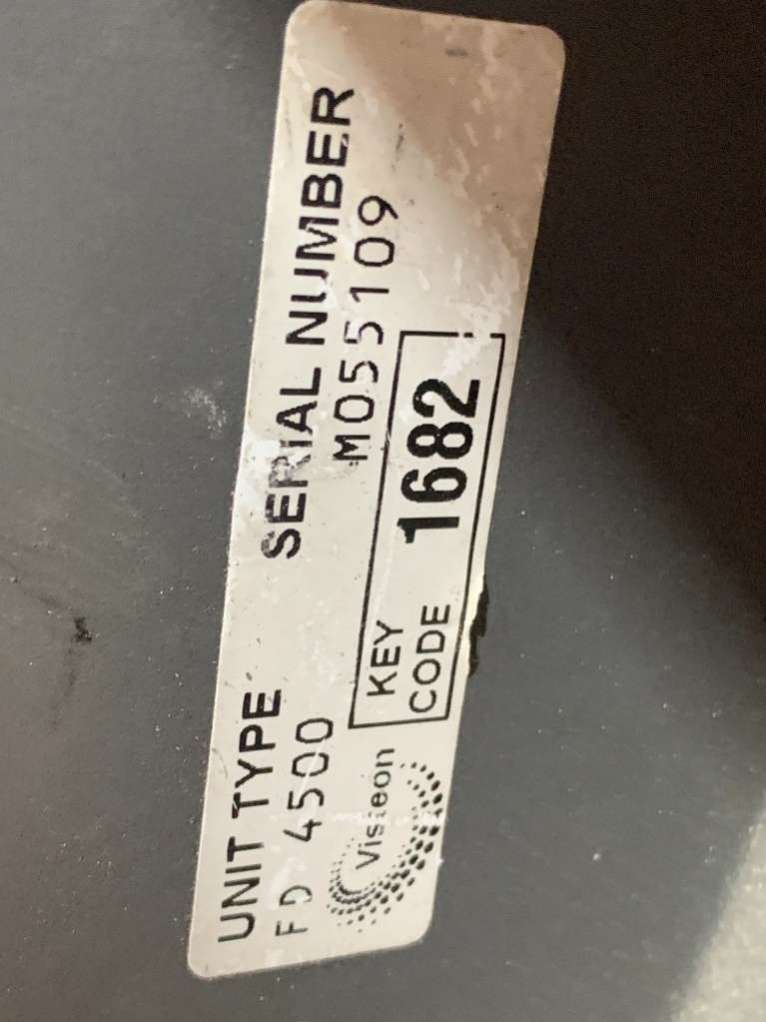 UNIT TYPE SERIAL NUMBER
FD 4500 M055109
KEY
CODE 1682
Visteon